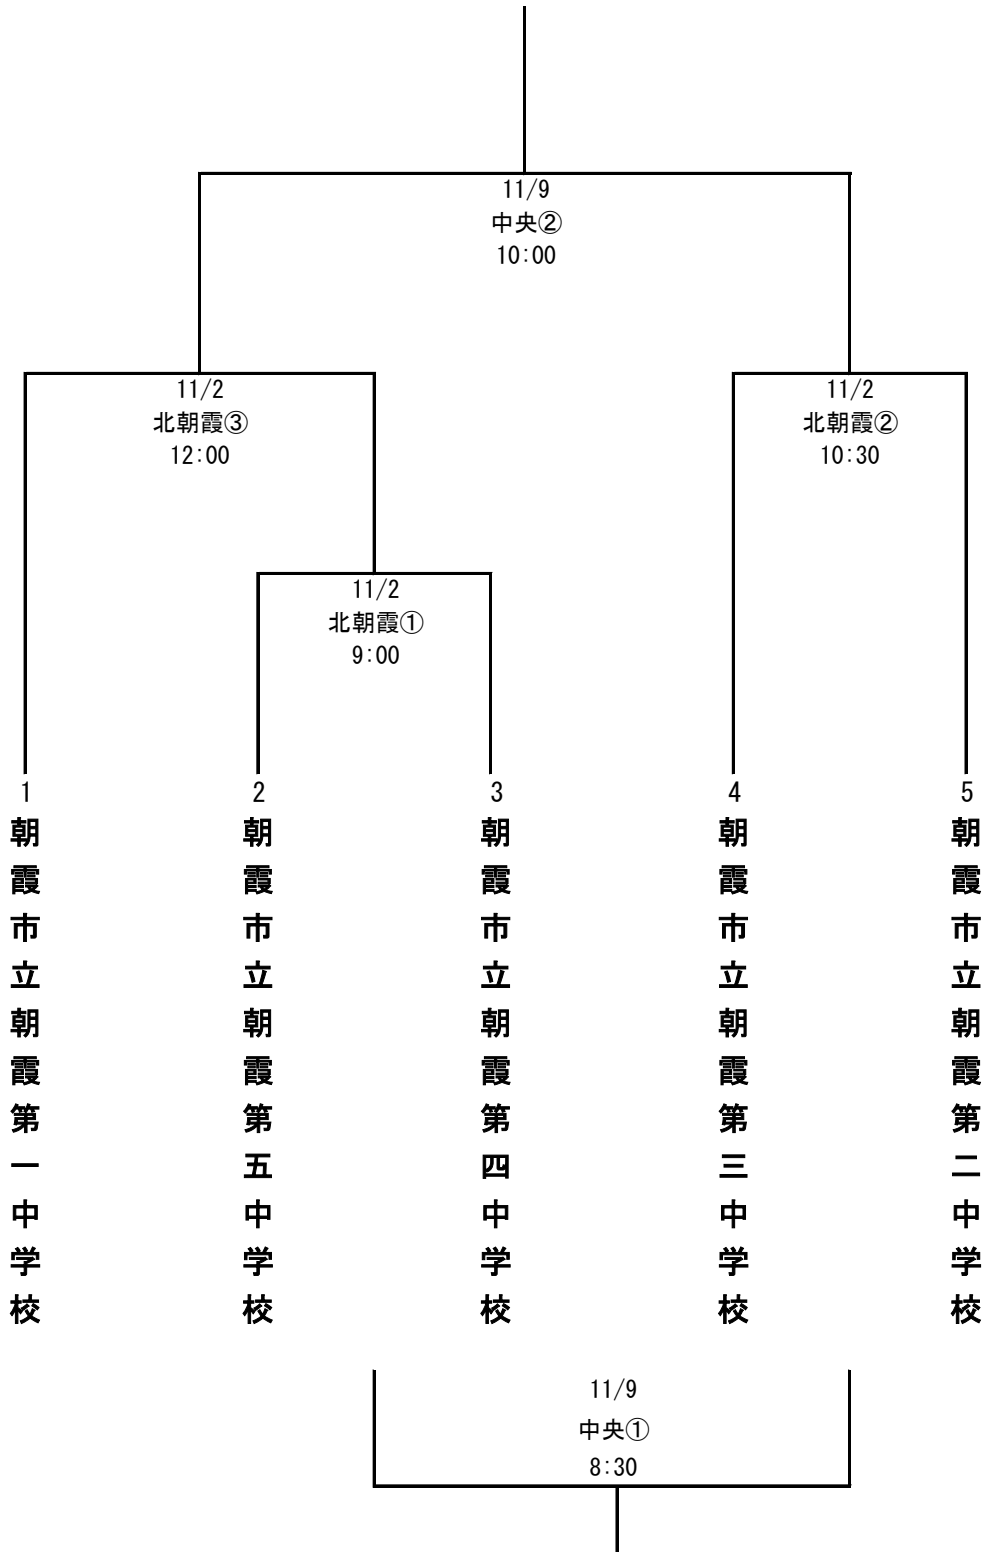 11/9
中央②
10:00
11/2
北朝霞③
12:00
11/2
北朝霞②
10:30
11/2
北朝霞①
9:00
1
朝霞市立朝霞第一中学校
2
朝霞市立朝霞第五中学校
3
朝霞市立朝霞第四中学校
4
朝霞市立朝霞第三中学校
5
朝霞市立朝霞第二中学校
11/9
中央①
8:30